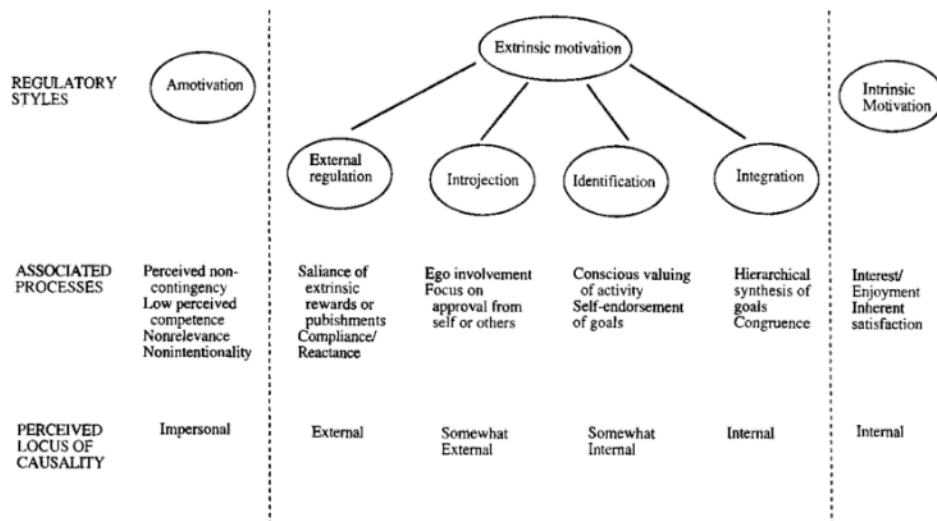 Extrinsic motivation
REGULATORY
STYLES
Amotivation
Intrinsic
Motivation
External
regulation
Introjection
Identification
Integration
ASSOCIATED
PROCESSES
Perceived non-
contingency
Low perceived
competence
Nonrelevance
Nonintentionality
Saliance of
extrinsic
rewards or
pubishments
Compliance/
Reactance
Ego involvement
Focus on
approval from
self or others
Conscious valuing
of activity
Self-endorsement
of goals
Hierarchical
synthesis of
goals
Congruence
Interest/
Enjoyment
Inherent
satisfaction
PERCEIVED
LOCUS OF
CAUSALITY
Impersonal
External
Somewhat
External
Somewhat
Internal
Internal
Internal